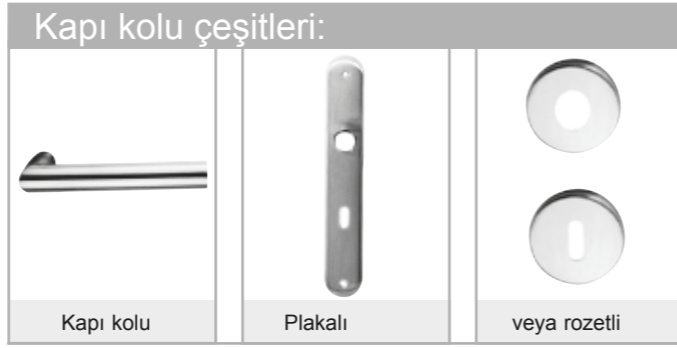 Kapı kolu çeşitleri:
Kapı kolu
Plakalı
veya rozetli